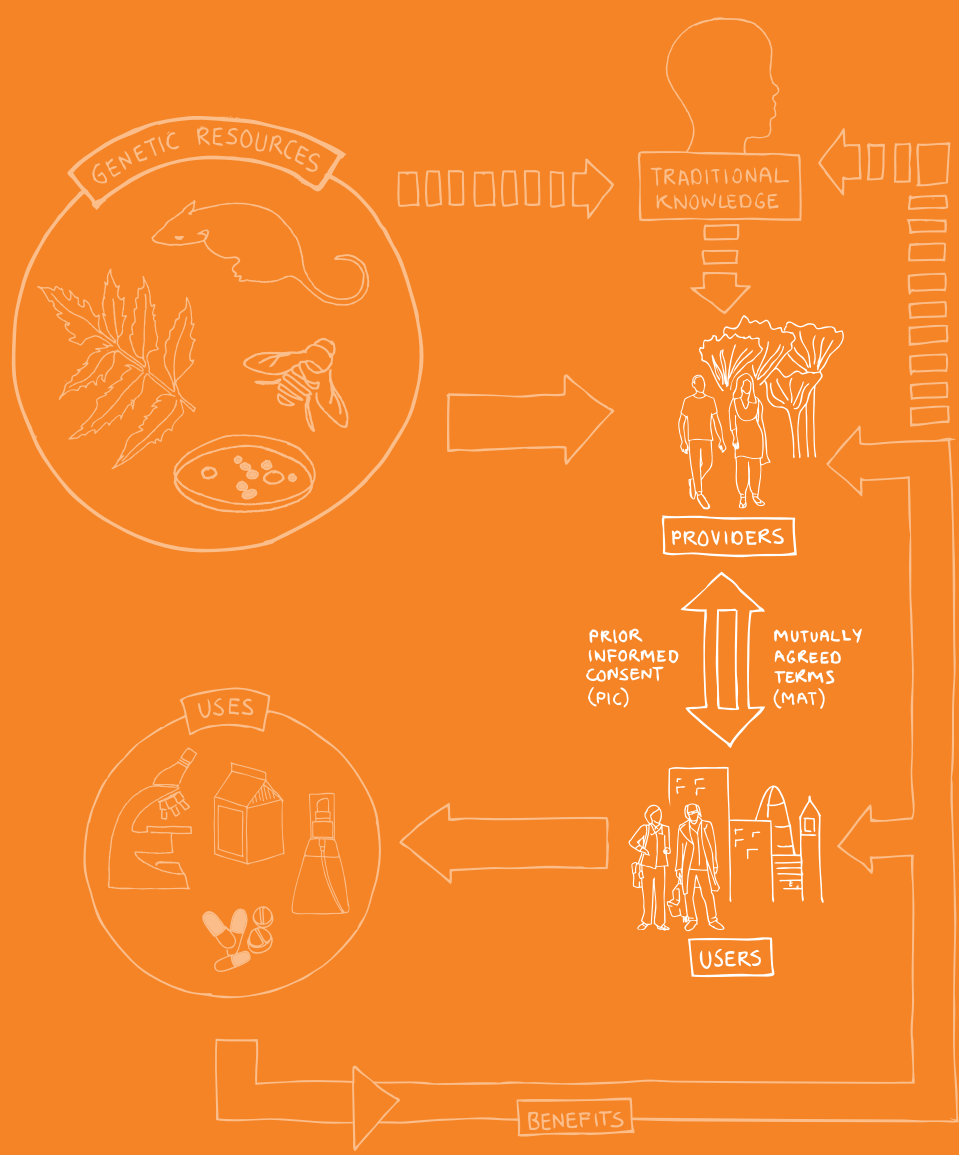 GENETIC RESOURCES
TRADITIONAL
KNOWLEDGE
PROVIDERS
PRIOR
INFORMED
CONSENT
(PIC)
MUTUALLY
AGREED
TERMS
(MAT)
USES
USERS
BENEFITS